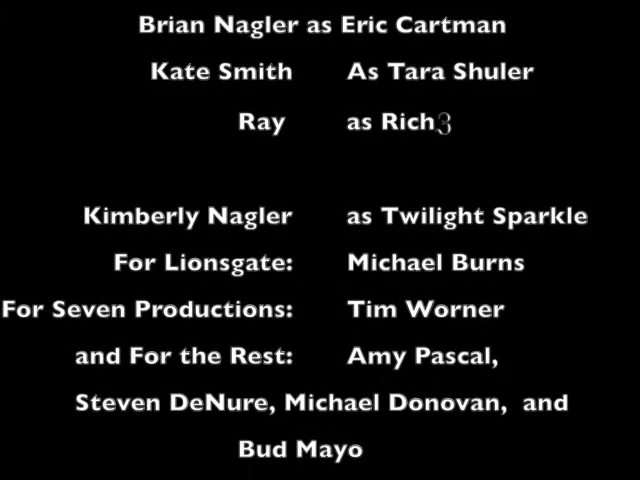 Brian Nagler as Eric Cartman
Kate Smith As Tara Shuler
Ray as Rich3
Kimberly Nagler as Twilight Sparkle
For Lionsgate: Michael Burns
For Seven Productions: Tim Worner
and For the Rest: Amy Pascal,
Steven DeNure, Michael Donovan, and
Bud Mayo